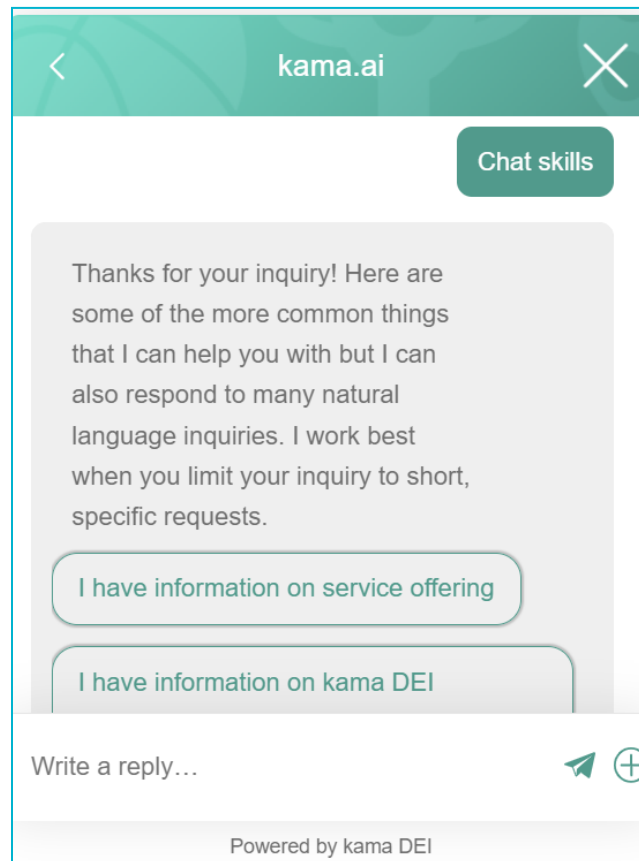 kama.ai
Chat skills
Thanks for your inquiry! Here are
some of the more common things
that I can help you with but I can
also respond to many natural
language inquiries. I work best
when you limit your inquiry to short,
specific requests.
I have information on service offering
I have information on kama DEI
Write a reply…
Powered by kama DEI